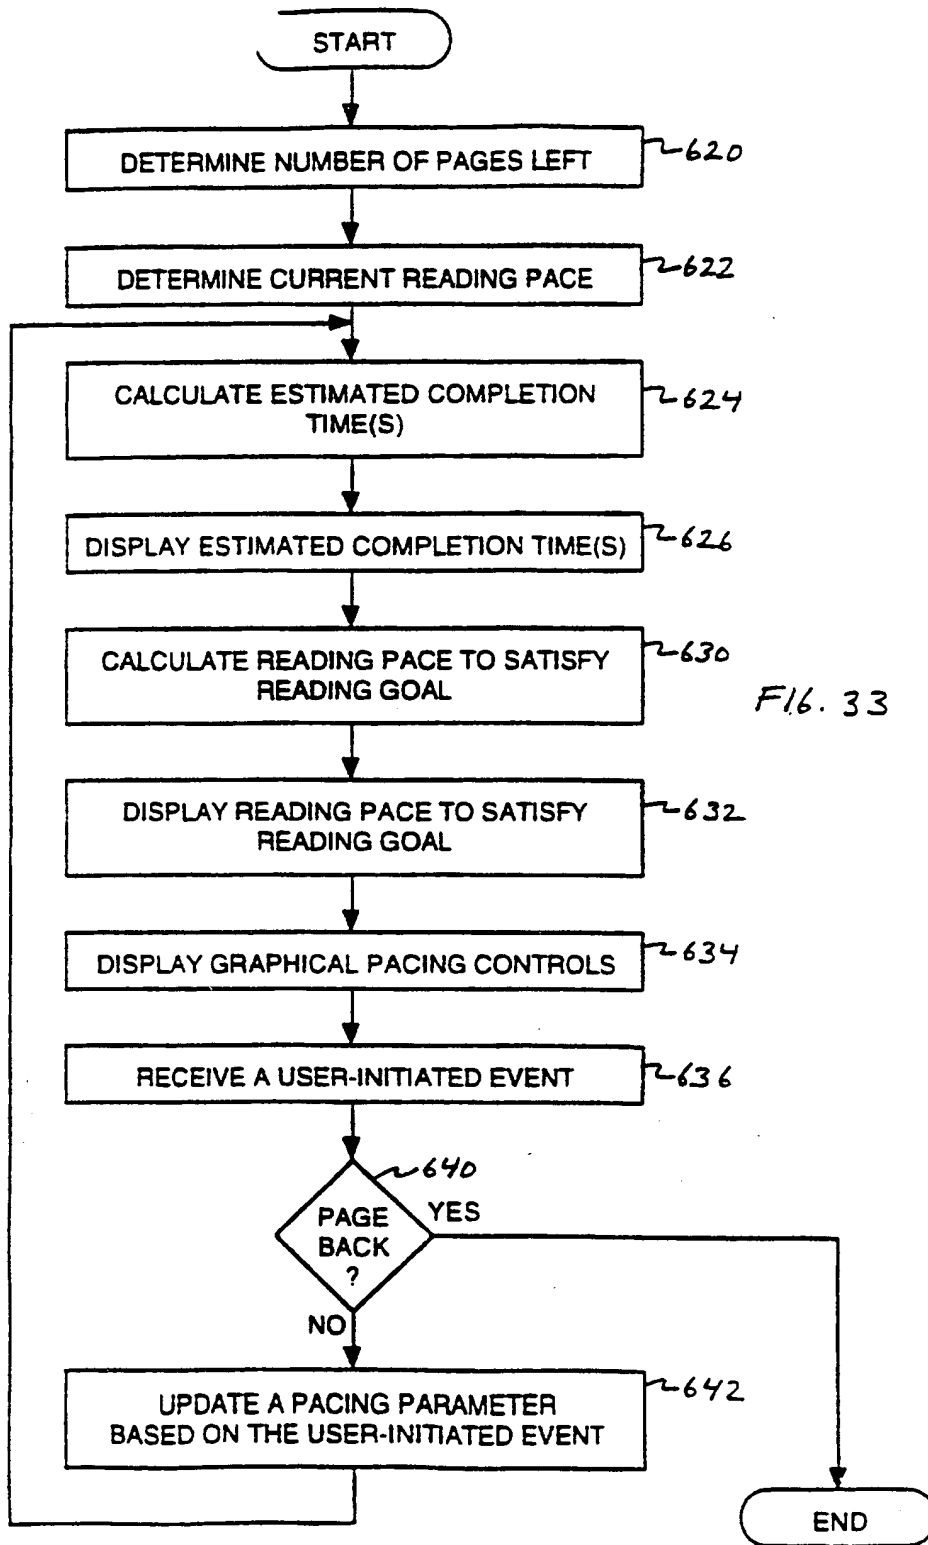 START
DETERMINE NUMBER OF PAGES LEFT
620
DETERMINE CURRENT READING PACE
622
CALCULATE ESTIMATED COMPLETION
TIME(S)
624
DISPLAY ESTIMATED COMPLETION TIME(S)
626
CALCULATE READING PACE TO SATISFY
READING GOAL
630
FIG. 33
DISPLAY READING PACE TO SATISFY
READING GOAL
632
DISPLAY GRAPHICAL PACING CONTROLS
634
RECEIVE A USER-INITIATED EVENT
636
640
PAGE
BACK
?
YES
NO
UPDATE A PACING PARAMETER
BASED ON THE USER-INITIATED EVENT
642
END